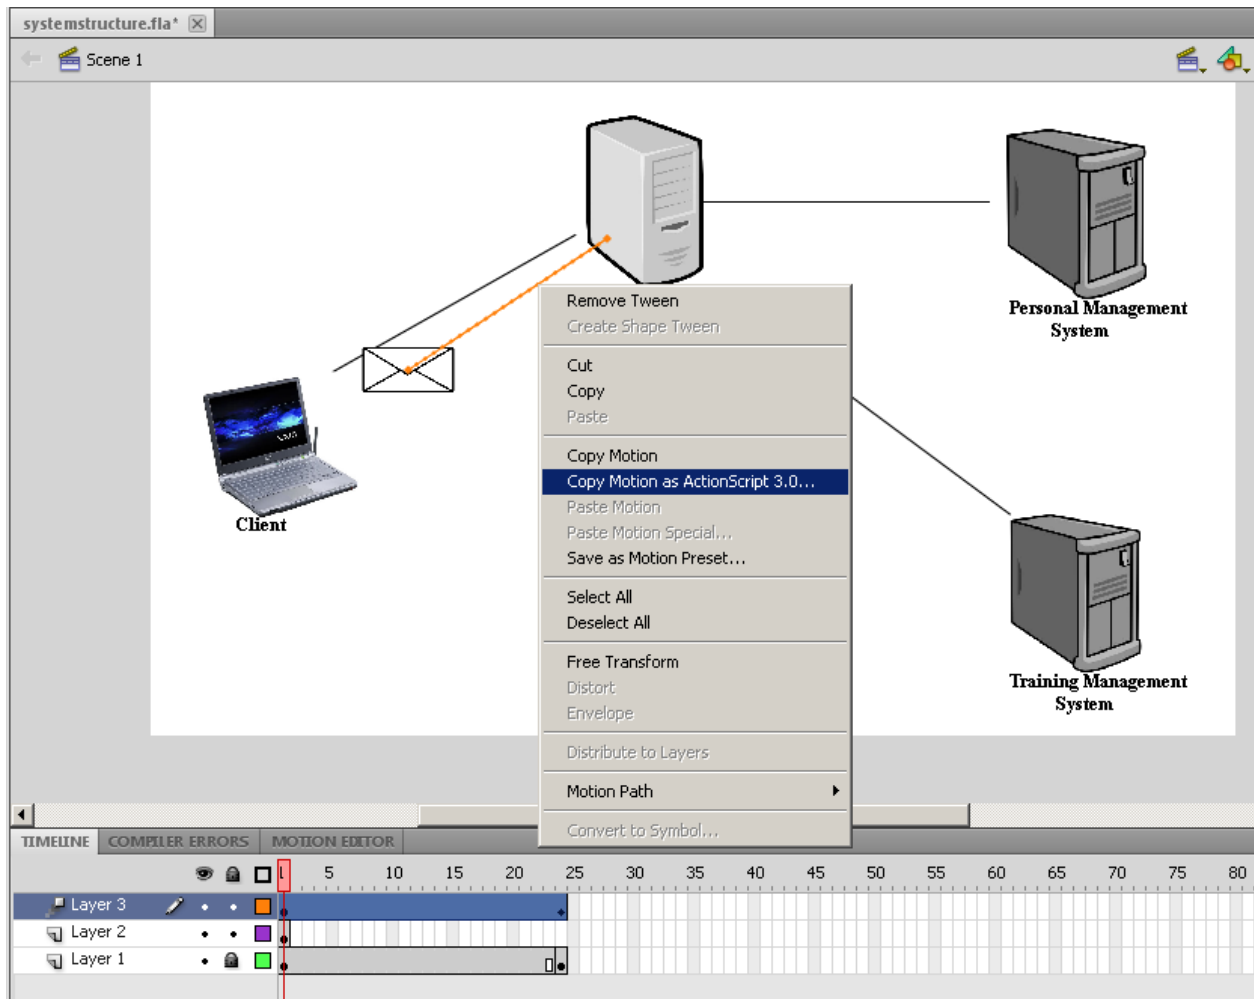 systemstructure.fla*
Scene 1
Personal Management
System
Client
Training Management
System
Remove Tween
Create Shape Tween
Cut
Copy
Paste
Copy Motion
Copy Motion as ActionScript 3.0...
Paste Motion
Paste Motion Special...
Save as Motion Preset...
Select All
Deselect All
Free Transform
Distort
Envelope
Distribute to Layers
Motion Path
Convert to Symbol...
TIMELINE COMPILER ERRORS MOTION EDITOR
1 5 10 15 20 25 30 35 40 45 50 55 60 65 70 75 80
Layer 3
Layer 2
Layer 1